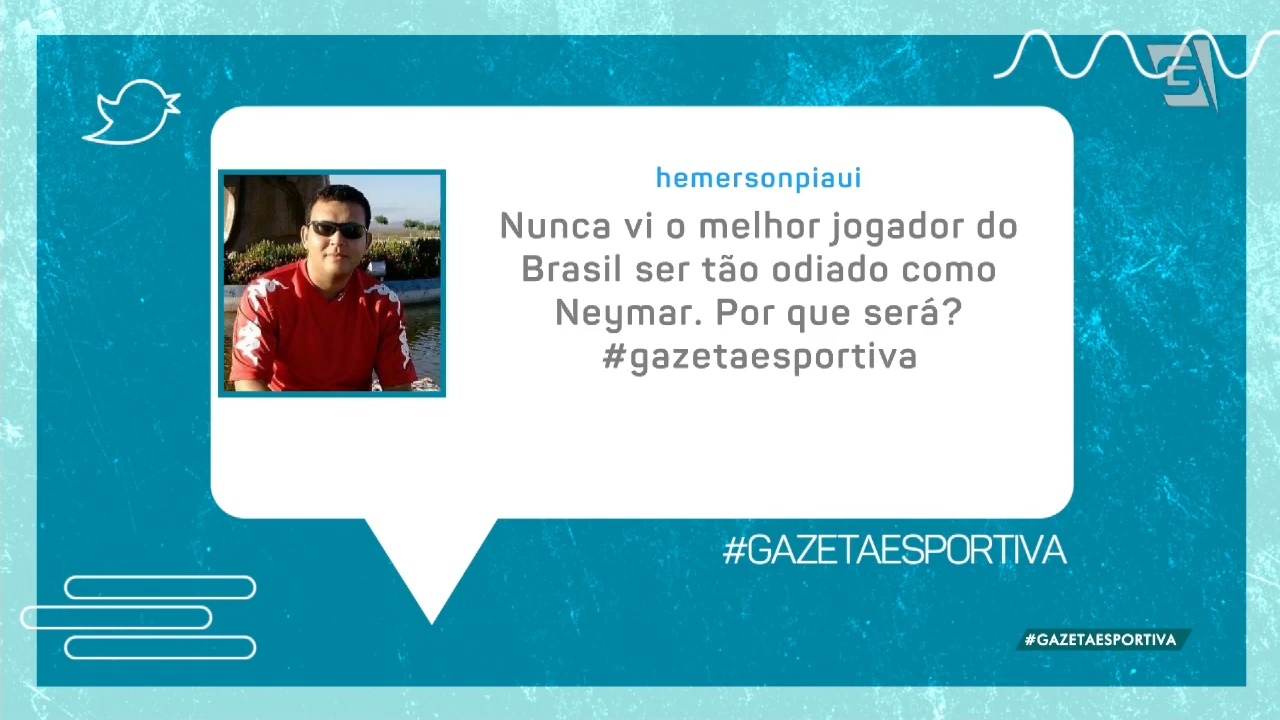 hemersonpiaui
Nunca vi o melhor jogador do
Brasil ser tão odiado como
Neymar. Por que será?
#gazetaesportiva
#GAZETAESPORTIVA
#GAZETAESPORTIVA